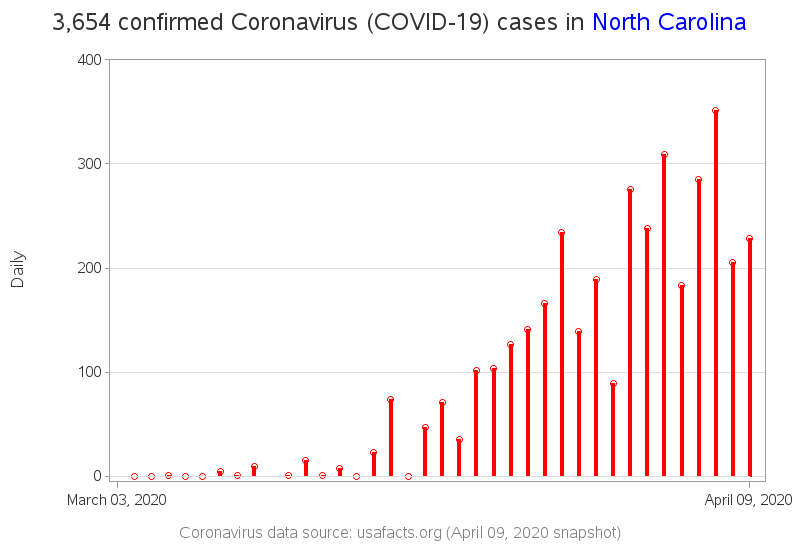 3,654 confirmed Coronavirus (COVID-19) cases in North Carolina
400
300
200
100
0
Daily
March 03, 2020
April 09, 2020
Coronavirus data source: usafacts.org (April 09, 2020 snapshot)